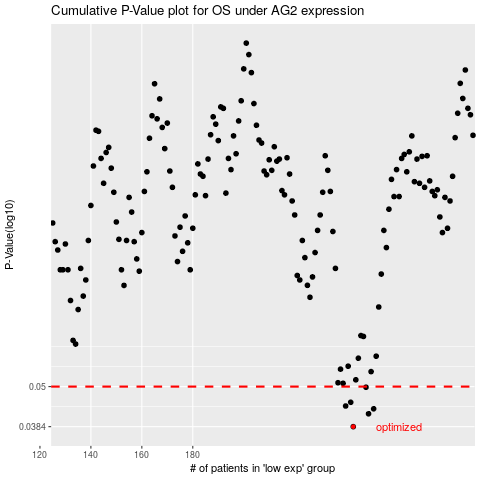 Cumulative P-Value plot for OS under AG2 expression
P-Value(log10)
0.05
0.0384
optimized
120 140 160 180
# of patients in 'low exp' group